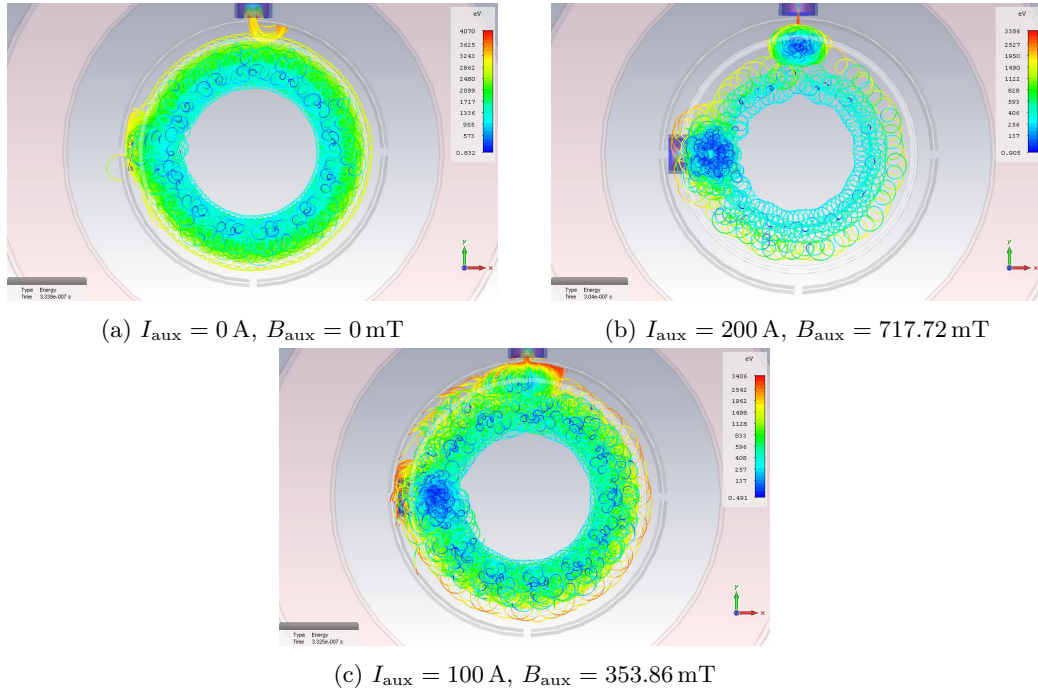 eV
4070
3625
3243
2862
2480
2099
1717
1336
955
573
0.832
y
x
Type Energy
Time 3.339e-007 s
(a) I_aux = 0 A, B_aux = 0 mT
eV
3386
2527
1950
1122
828
593
406
256
137
0.905
y
x
Type Energy
Time 3.04e-007 s
(b) I_aux = 200 A, B_aux = 717.72 mT
eV
3406
2542
1962
1698
1128
833
596
408
257
137
0.491
y
x
Type Energy
Time 3.325e-007 s
(c) I_aux = 100 A, B_aux = 353.86 mT